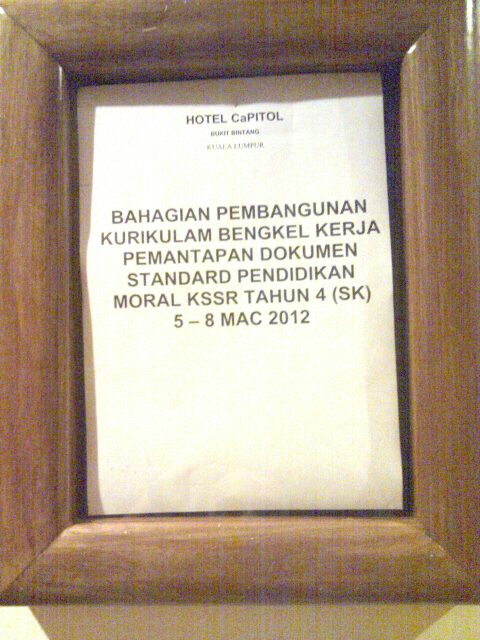 HOTEL CaPITOL
BUKIT BINTANG
KUALA LUMPUR
BAHAGIAN PEMBANGUNAN
KURIKULAM BENGKEL KERJA
PEMANTAPAN DOKUMEN
STANDARD PENDIDIKAN
MORAL KSSR TAHUN 4 (SK)
5 – 8 MAC 2012